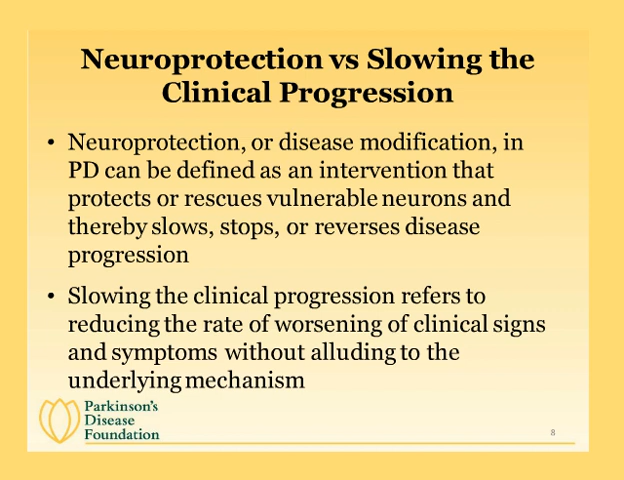 Neuroprotection vs Slowing the
Clinical Progression
• Neuroprotection, or disease modification, in
PD can be defined as an intervention that
protects or rescues vulnerable neurons and
thereby slows, stops, or reverses disease
progression
• Slowing the clinical progression refers to
reducing the rate of worsening of clinical signs
and symptoms without alluding to the
underlying mechanism
Parkinson's
Disease
Foundation
8